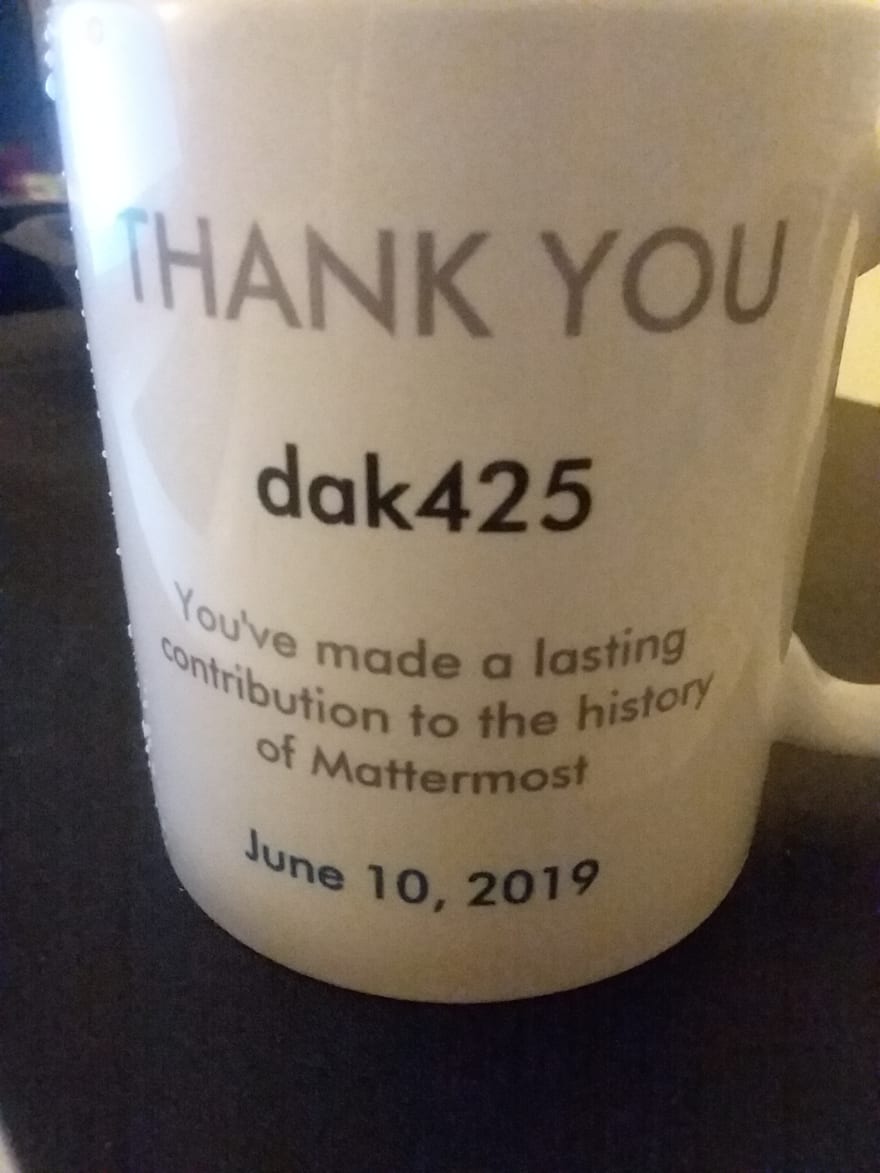 THANK YOU
dak425
You've made a lasting
contribution to the history
of Mattermost
June 10, 2019